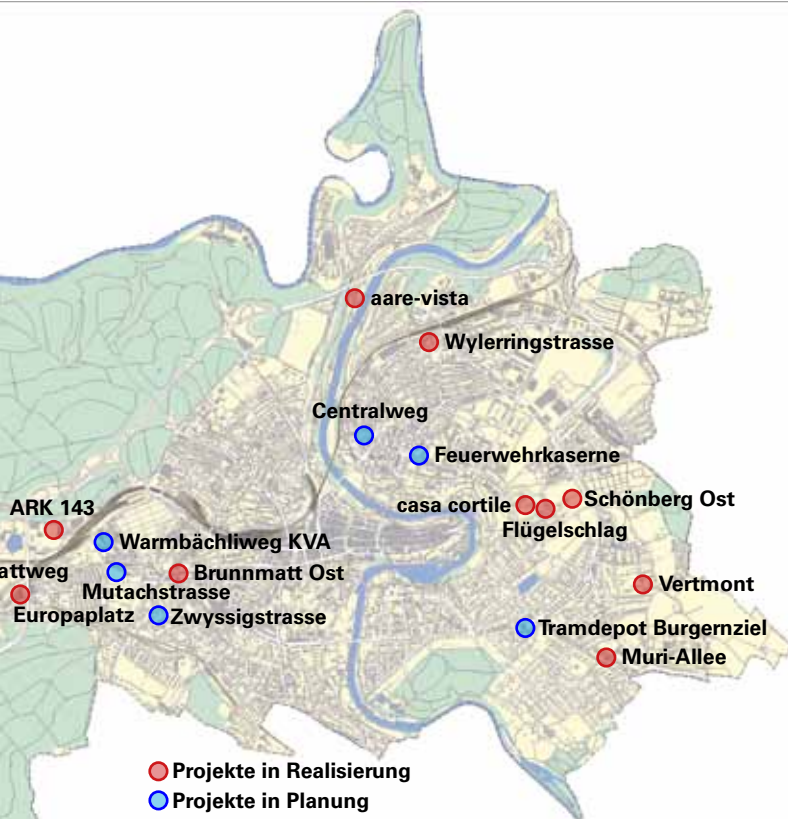 aare-vista
Wylerringstrasse
Centralweg
Feuerwehrkaserne
casa cortile
Schönberg Ost
Flügelschlag
ARK 143
Warmbächliweg KVA
attweg
Brunnmatt Ost
Mutachstrasse
Europaplatz
Zwyssigstrasse
Vertmont
Tramdepot Burgernziel
Muri-Allee
Projekte in Realisierung
Projekte in Planung